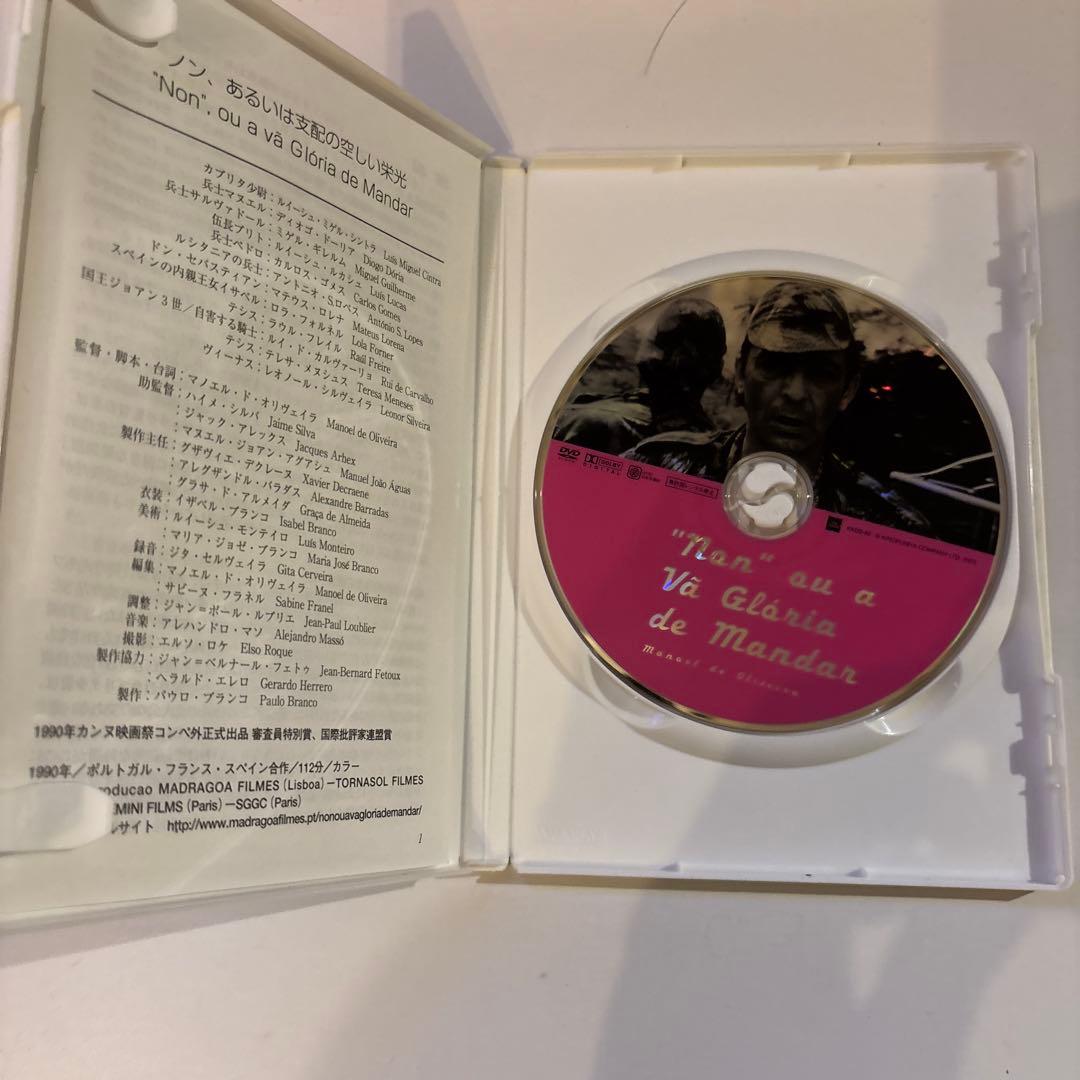 ノン、あるいは支配の空しい栄光
"Non", ou a vã Glória de Mandar
カブリタ少尉：ルイーシュ・ミゲル・シントラ Luís Miguel Cintra
兵士マヌエル：ディオゴ・ドーリア Diogo Dória
兵士サルヴァドール：ミゲル・ギレルム Miguel Guilherme
伍長ブリト：ルイーシュ・ルカシュ Luís Lucas
兵士ペドロ：カルロス・ゴメス Carlos Gomes
ルシタニアの兵士：アントニオ・S.ロペス António S. Lopes
ドン・セバスティアン：マテウス・ロレナ Mateus Lorena
スペインの内親王女イサベル：ロラ・フォルネル Lola Forner
国王ジョアン3世／自害する騎士：ルイ・ド・カルヴァーリョ Rui de Carvalho
テシス：ラウル・フレイル Raúl Freire
テシス：テレサ・メヌシュス Teresa Meneses
ヴィーナス：レオノール・シルヴェイラ Leonor Silveira
監督・脚本・台詞：マノエル・ド・オリヴェイラ Manoel de Oliveira
助監督：ハイメ・シルバ Jaime Silva
：ジャック・アレックス Jacques Arbex
：マヌエル・ジョアン・アグアシュ Manuel João Águas
製作主任：グザヴィエ・デクレーヌ Xavier Decraene
：アレグザンドル・バラダス Alexandre Barradas
：グラサ・ド・アルメイダ Graça de Almeida
衣装：イザベル・ブランコ Isabel Branco
美術：ルイーシュ・モンテイロ Luís Monteiro
：マリア・ジョゼ・ブランコ Maria José Branco
録音：ジタ・セルヴェイラ Gita Cerveira
編集：マノエル・ド・オリヴェイラ Manoel de Oliveira
：サビーヌ・フラネル Sabine Franel
調整：ジャン＝ポール・ルブリエ Jean-Paul Loublier
音楽：アレハンドロ・マソ Alejandro Massó
撮影：エルソ・ロケ Elso Roque
製作協力：ジャン＝ベルナール・フェトゥ Jean-Bernard Fetoux
：ヘラルド・エレロ Gerardo Herrero
製作：パウロ・ブランコ Paulo Branco
1990年カンヌ映画祭コンペ外正式出品 審査員特別賞、国際批評家連盟賞
1990年／ポルトガル・フランス・スペイン合作／112分／カラー
roducao MADRAGOA FILMES (Lisboa) ―TORNASOL FILMES
EMINI FILMS (Paris) ―SGGC (Paris)
ルサイト http://www.madragoafilmes.pt/nonouavagloriademandar/
1
DVD
DOLBY
DIGITAL
"Non" ou a
Vã Glória
de Mandar
Manoel de Oliveira